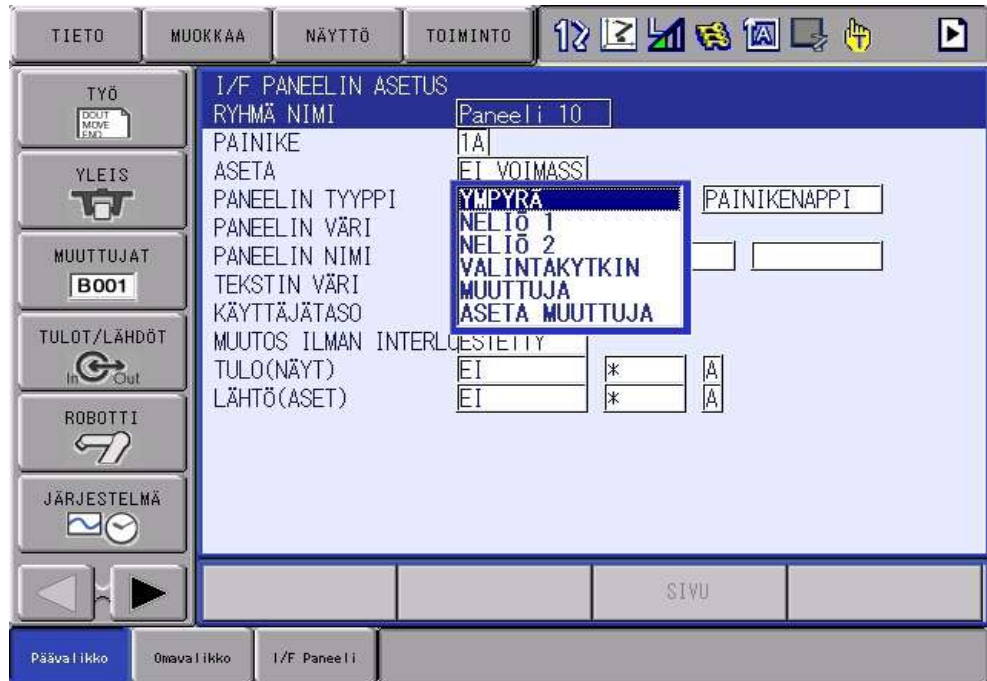 TIETO
MUOKKAA
NÄYTTÖ
TOIMINTO
TYÖ
DOUT
MOVE
END
YLEIS
MUUTTUJAT
B001
TULOT/LÄHDÖT
In Out
ROBOTTI
JÄRJESTELMÄ
I/F PANEELIN ASETUS
RYHMÄ NIMI Paneeli 10
PAINIKE 1A
ASETA EI VOIMASS
PANEELIN TYYPPI PAINIKENAPPI
PANEELIN VÄRI
PANEELIN NIMI
TEKSTIN VÄRI
KÄYTTÄJÄTASO
MUUTOS ILMAN INTERL
TULO(NÄYT) EI * A
LÄHTÖ(ASET) EI * A
YMPYRÄ
NELIÖ 1
NELIÖ 2
VALINTAKYTKIN
MUUTTUJA
ASETA MUUTTUJA
SIVU
Päävalikko
Omavalikko
I/F Paneeli